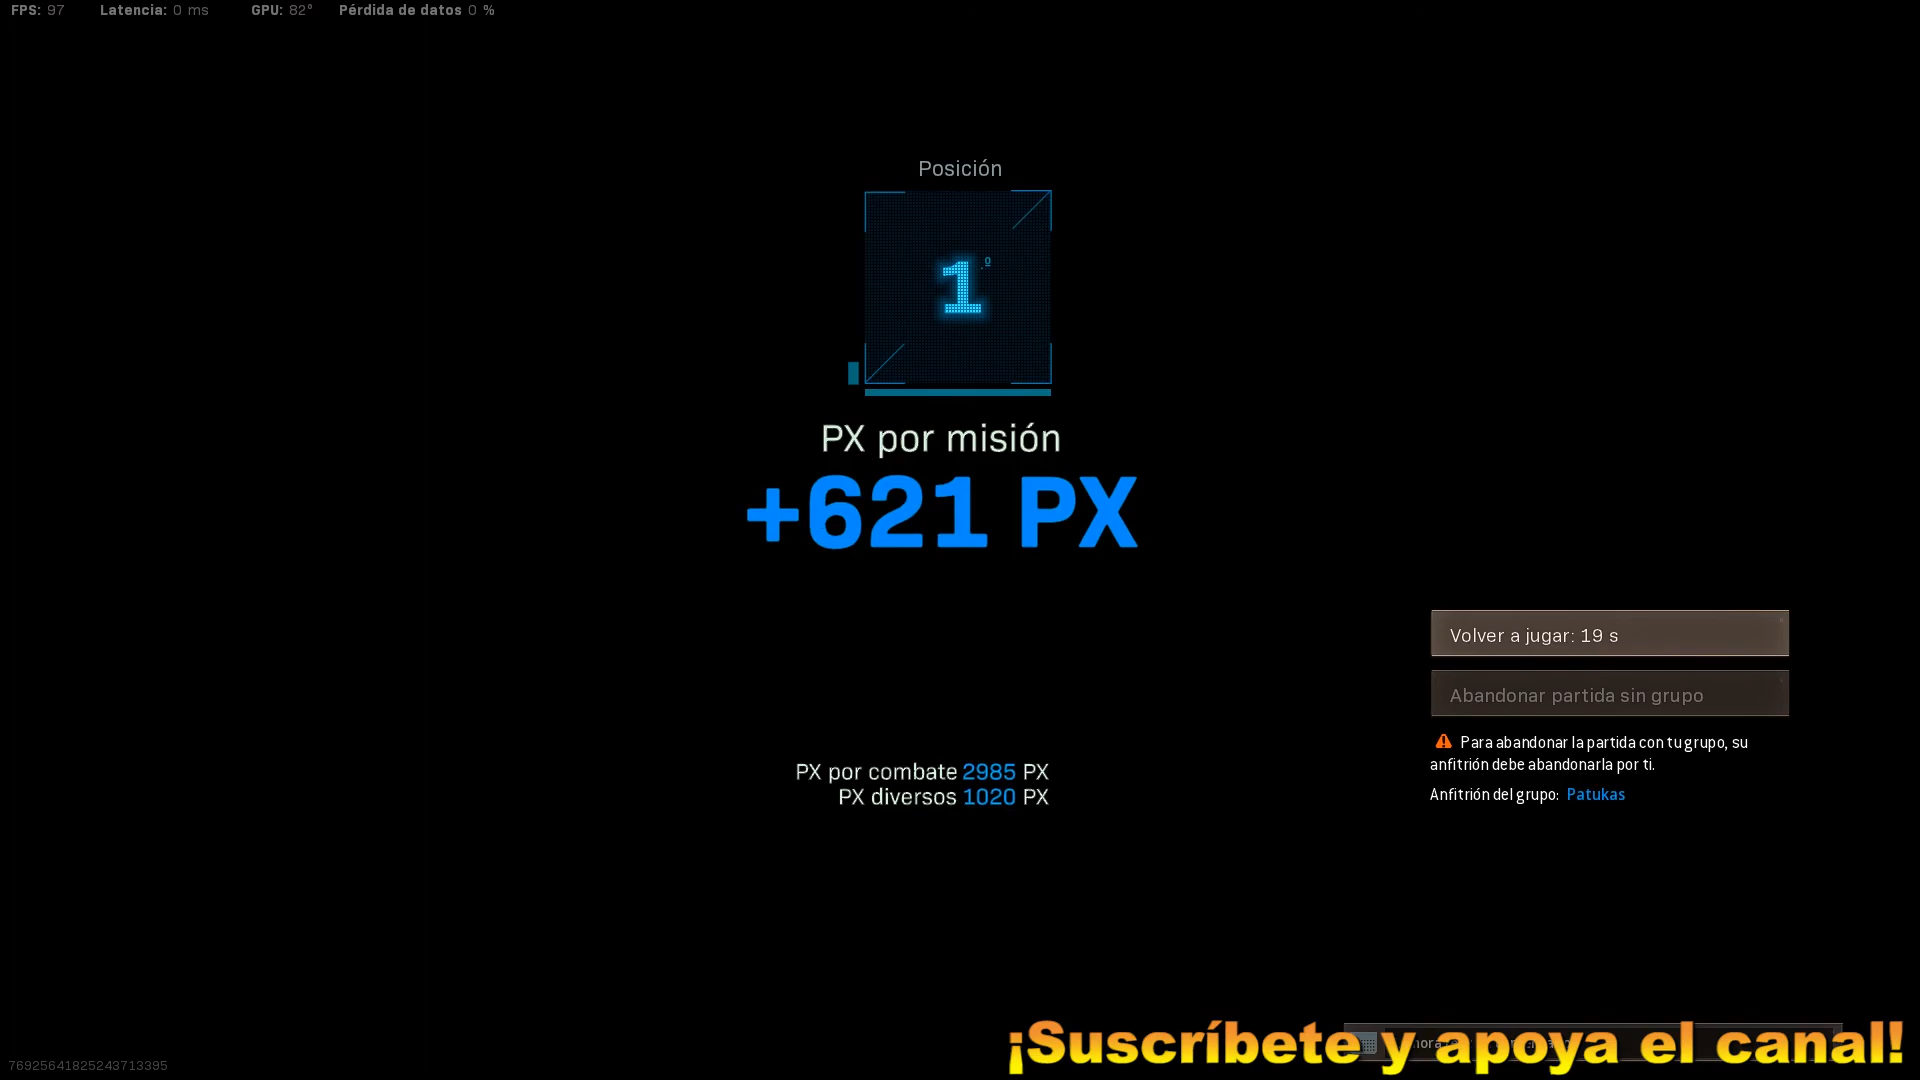 FPS: 97 Latencia: 0 ms GPU: 82° Pérdida de datos 0 %
Posición
1.º
PX por misión
+621 PX
Volver a jugar: 19 s
Abandonar partida sin grupo
Para abandonar la partida con tu grupo, su
anfitrión debe abandonarla por ti.
Anfitrión del grupo: Patukas
PX por combate 2985 PX
PX diversos 1020 PX
¡Suscríbete y apoya el canal!
76925641825243713395